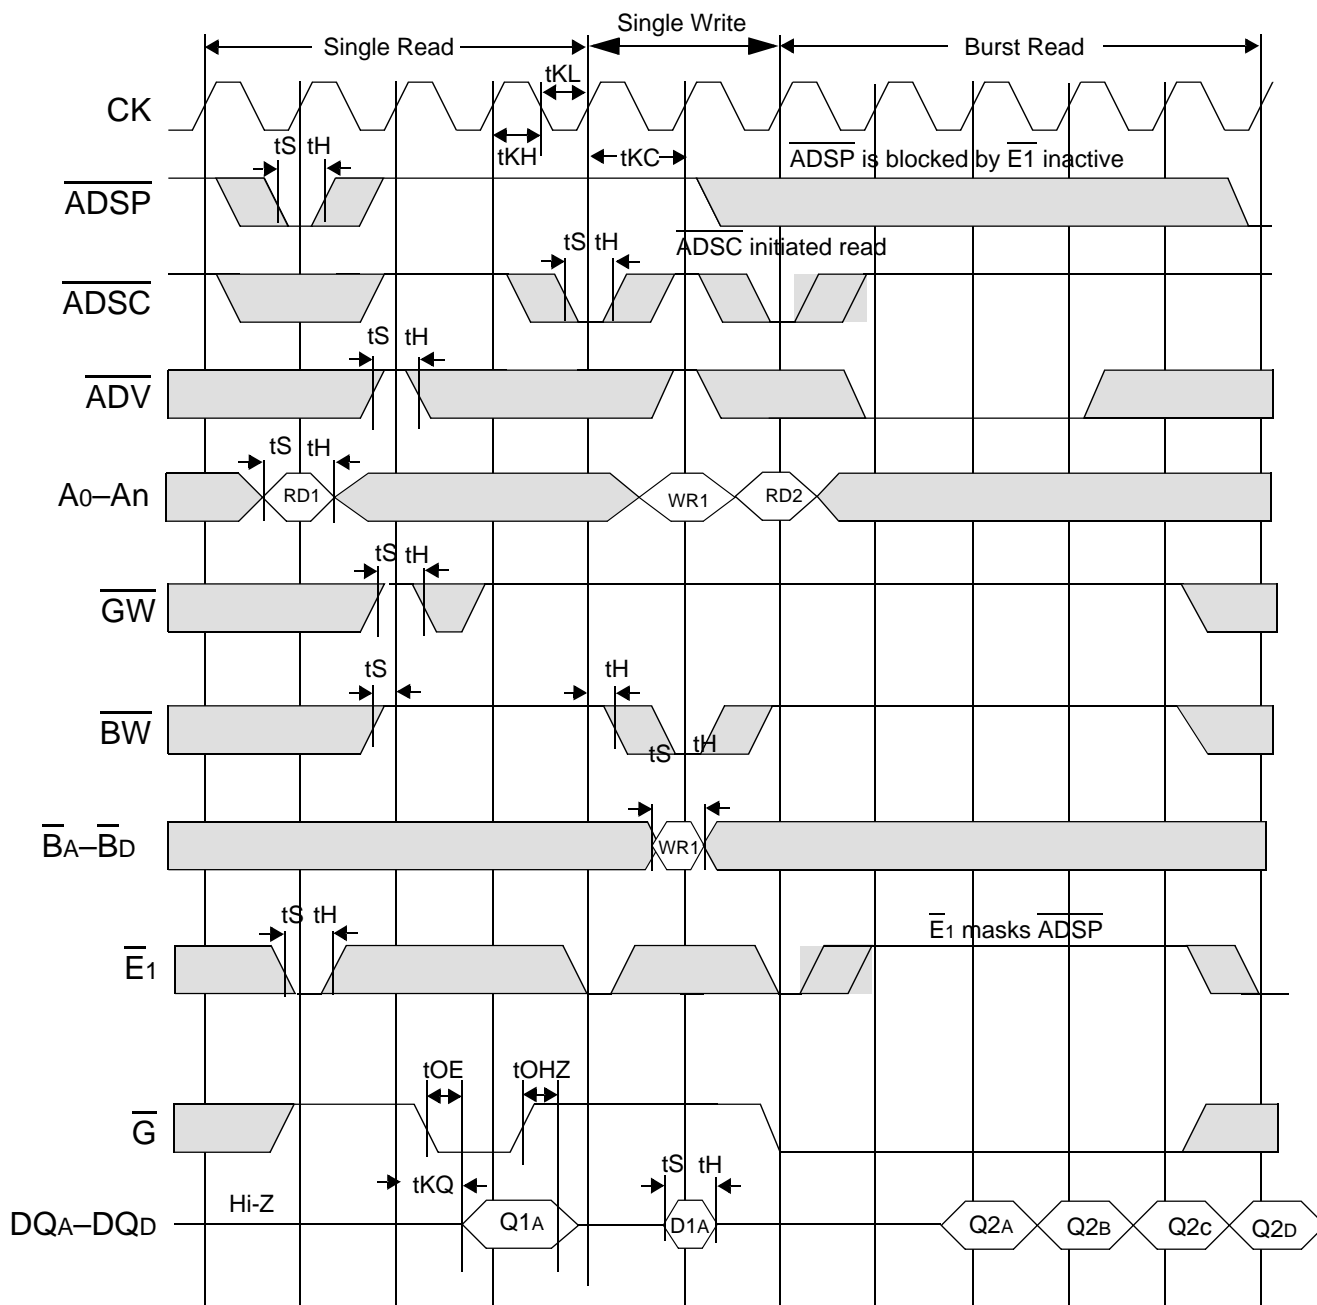 Single Write
Single Read
Burst Read
tKL
CK
tS tH
tKH
tKC
ADSP is blocked by E1 inactive
ADSP
tS tH
ADSC initiated read
ADSC
tS tH
ADV
tS tH
A0–An
RD1
WR1
RD2
tS tH
GW
tS
tH
BW
tS tH
BA–BD
WR1
tS tH
E1 masks ADSP
E1
tOE
tOHZ
G
tKQ
tS tH
Hi-Z
DQA–DQD
Q1A
D1A
Q2A
Q2B
Q2C
Q2D